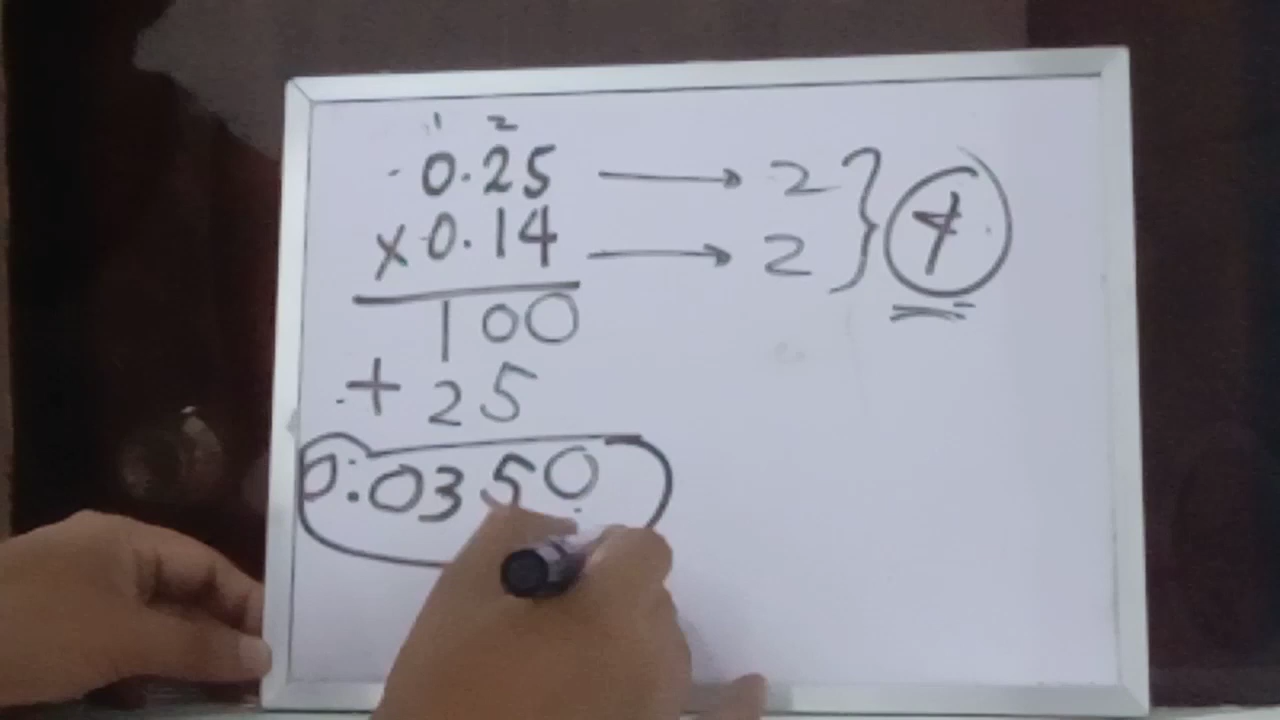 1 2
0.25 → 2 } 4
× 0.14 → 2
100
+ 25
0.0350